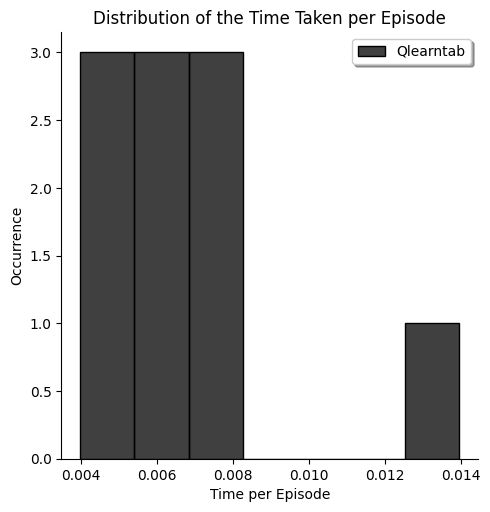 Distribution of the Time Taken per Episode
Qlearntab
3.0
2.5
2.0
1.5
1.0
0.5
0.0
Occurrence
0.004 0.006 0.008 0.010 0.012 0.014
Time per Episode